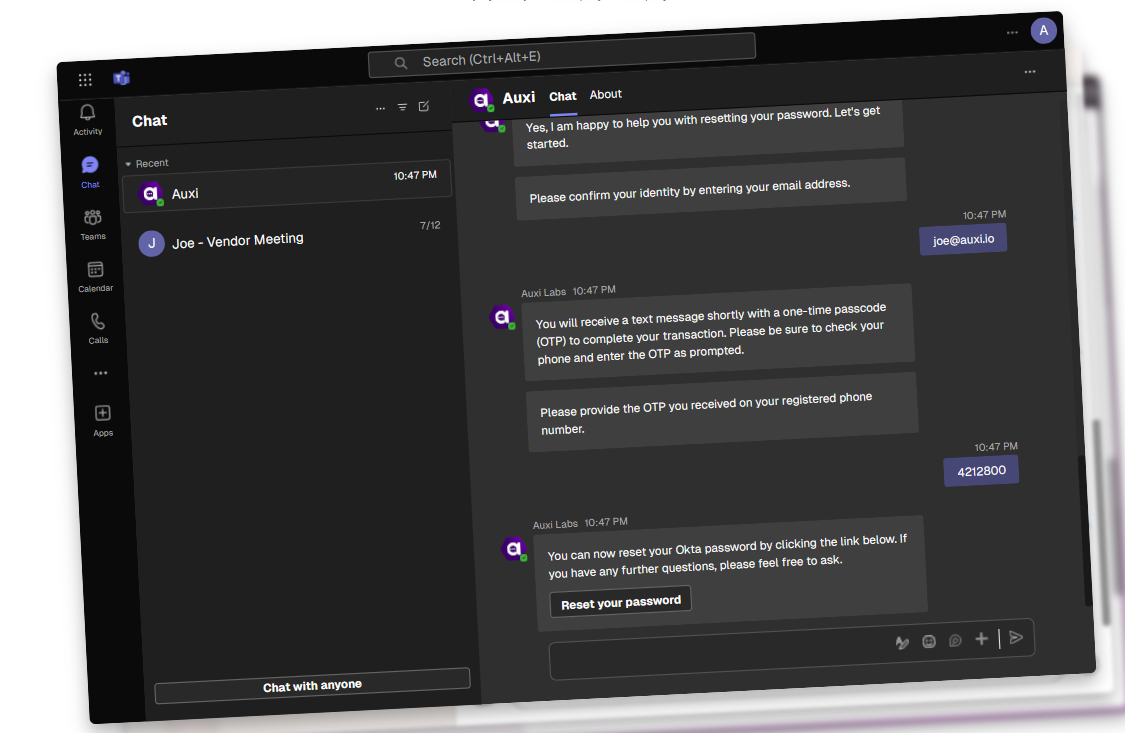 Search (Ctrl+Alt+E)
A
Activity
Chat
Teams
Calendar
Calls
Apps
Chat
Recent
Auxi
10:47 PM
J
Joe - Vendor Meeting
7/12
Chat with anyone
Auxi Chat About
Yes, I am happy to help you with resetting your password. Let's get
started.
Please confirm your identity by entering your email address.
10:47 PM
joe@auxi.io
Auxi Labs 10:47 PM
You will receive a text message shortly with a one-time passcode
(OTP) to complete your transaction. Please be sure to check your
phone and enter the OTP as prompted.
Please provide the OTP you received on your registered phone
number.
10:47 PM
4212800
Auxi Labs 10:47 PM
You can now reset your Okta password by clicking the link below. If
you have any further questions, please feel free to ask.
Reset your password